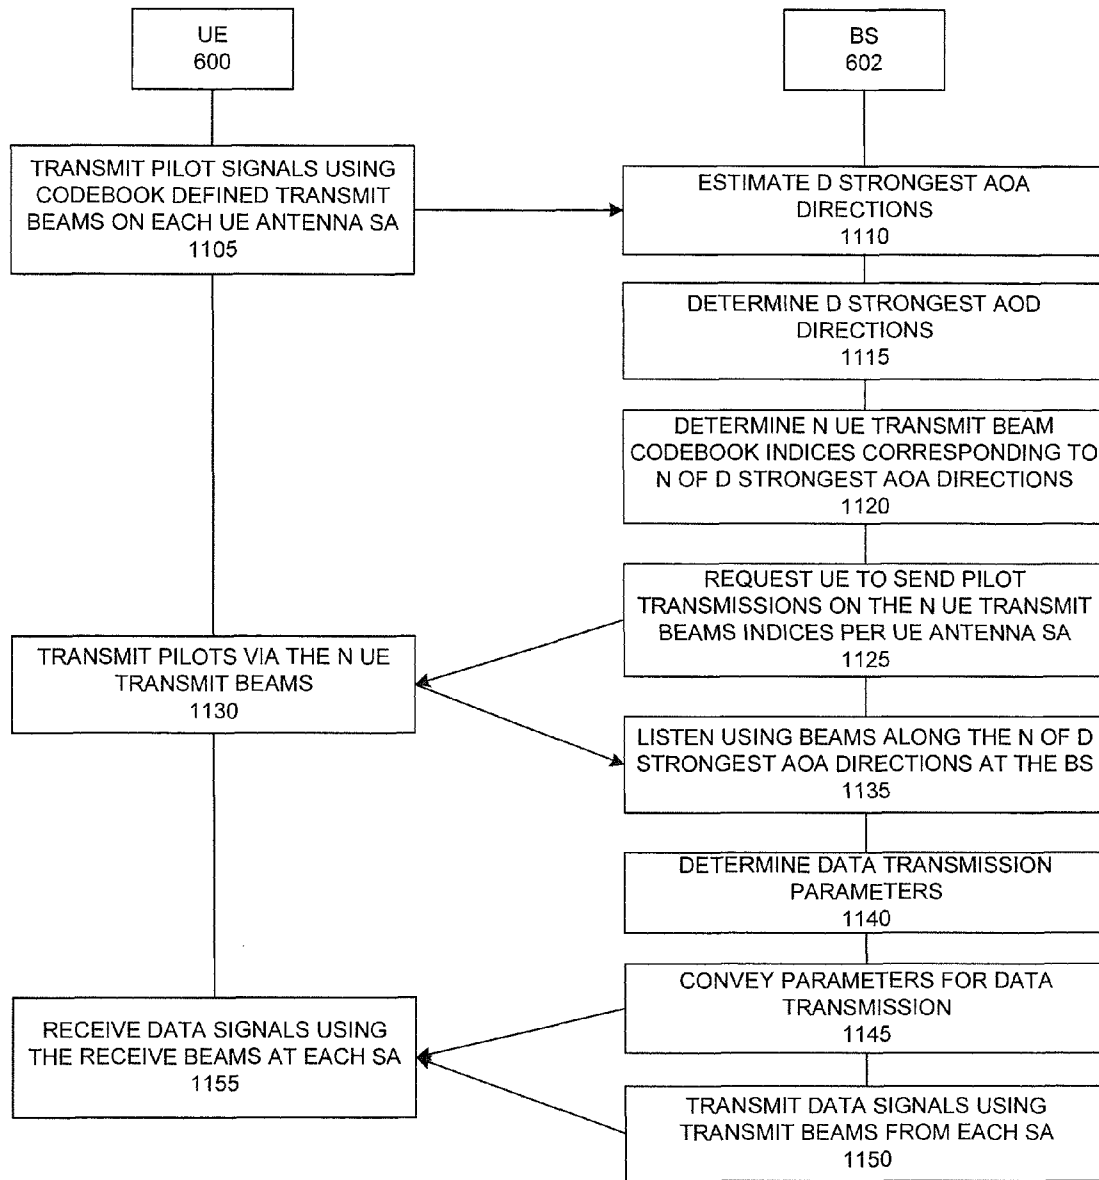 UE
600
BS
602
TRANSMIT PILOT SIGNALS USING
CODEBOOK DEFINED TRANSMIT
BEAMS ON EACH UE ANTENNA SA
1105
ESTIMATE D STRONGEST AOA
DIRECTIONS
1110
DETERMINE D STRONGEST AOD
DIRECTIONS
1115
DETERMINE N UE TRANSMIT BEAM
CODEBOOK INDICES CORRESPONDING TO
N OF D STRONGEST AOA DIRECTIONS
1120
REQUEST UE TO SEND PILOT
TRANSMISSIONS ON THE N UE TRANSMIT
BEAMS INDICES PER UE ANTENNA SA
1125
TRANSMIT PILOTS VIA THE N UE
TRANSMIT BEAMS
1130
LISTEN USING BEAMS ALONG THE N OF D
STRONGEST AOA DIRECTIONS AT THE BS
1135
DETERMINE DATA TRANSMISSION
PARAMETERS
1140
CONVEY PARAMETERS FOR DATA
TRANSMISSION
1145
RECEIVE DATA SIGNALS USING
THE RECEIVE BEAMS AT EACH SA
1155
TRANSMIT DATA SIGNALS USING
TRANSMIT BEAMS FROM EACH SA
1150